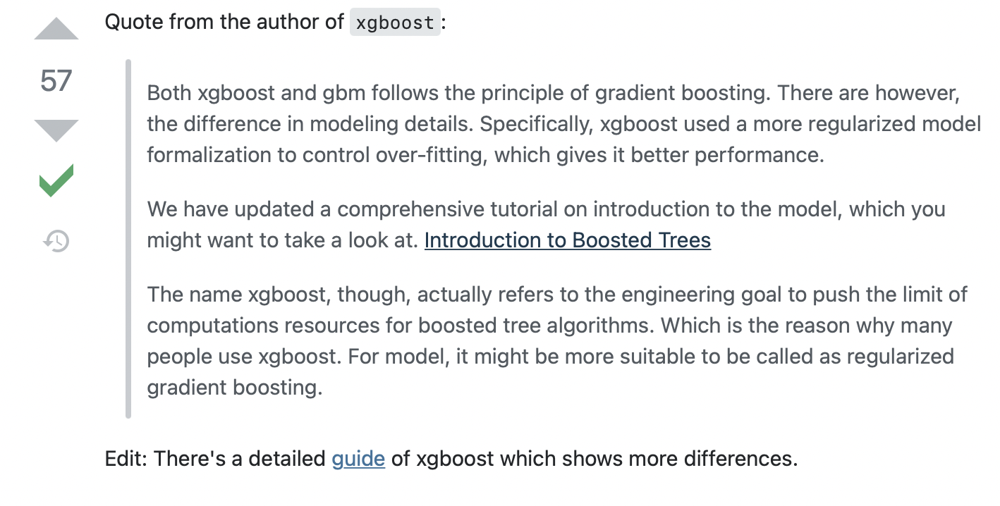 Quote from the author of xgboost:
57
Both xgboost and gbm follows the principle of gradient boosting. There are however,
the difference in modeling details. Specifically, xgboost used a more regularized model
formalization to control over-fitting, which gives it better performance.
We have updated a comprehensive tutorial on introduction to the model, which you
might want to take a look at. Introduction to Boosted Trees
The name xgboost, though, actually refers to the engineering goal to push the limit of
computations resources for boosted tree algorithms. Which is the reason why many
people use xgboost. For model, it might be more suitable to be called as regularized
gradient boosting.
Edit: There's a detailed guide of xgboost which shows more differences.